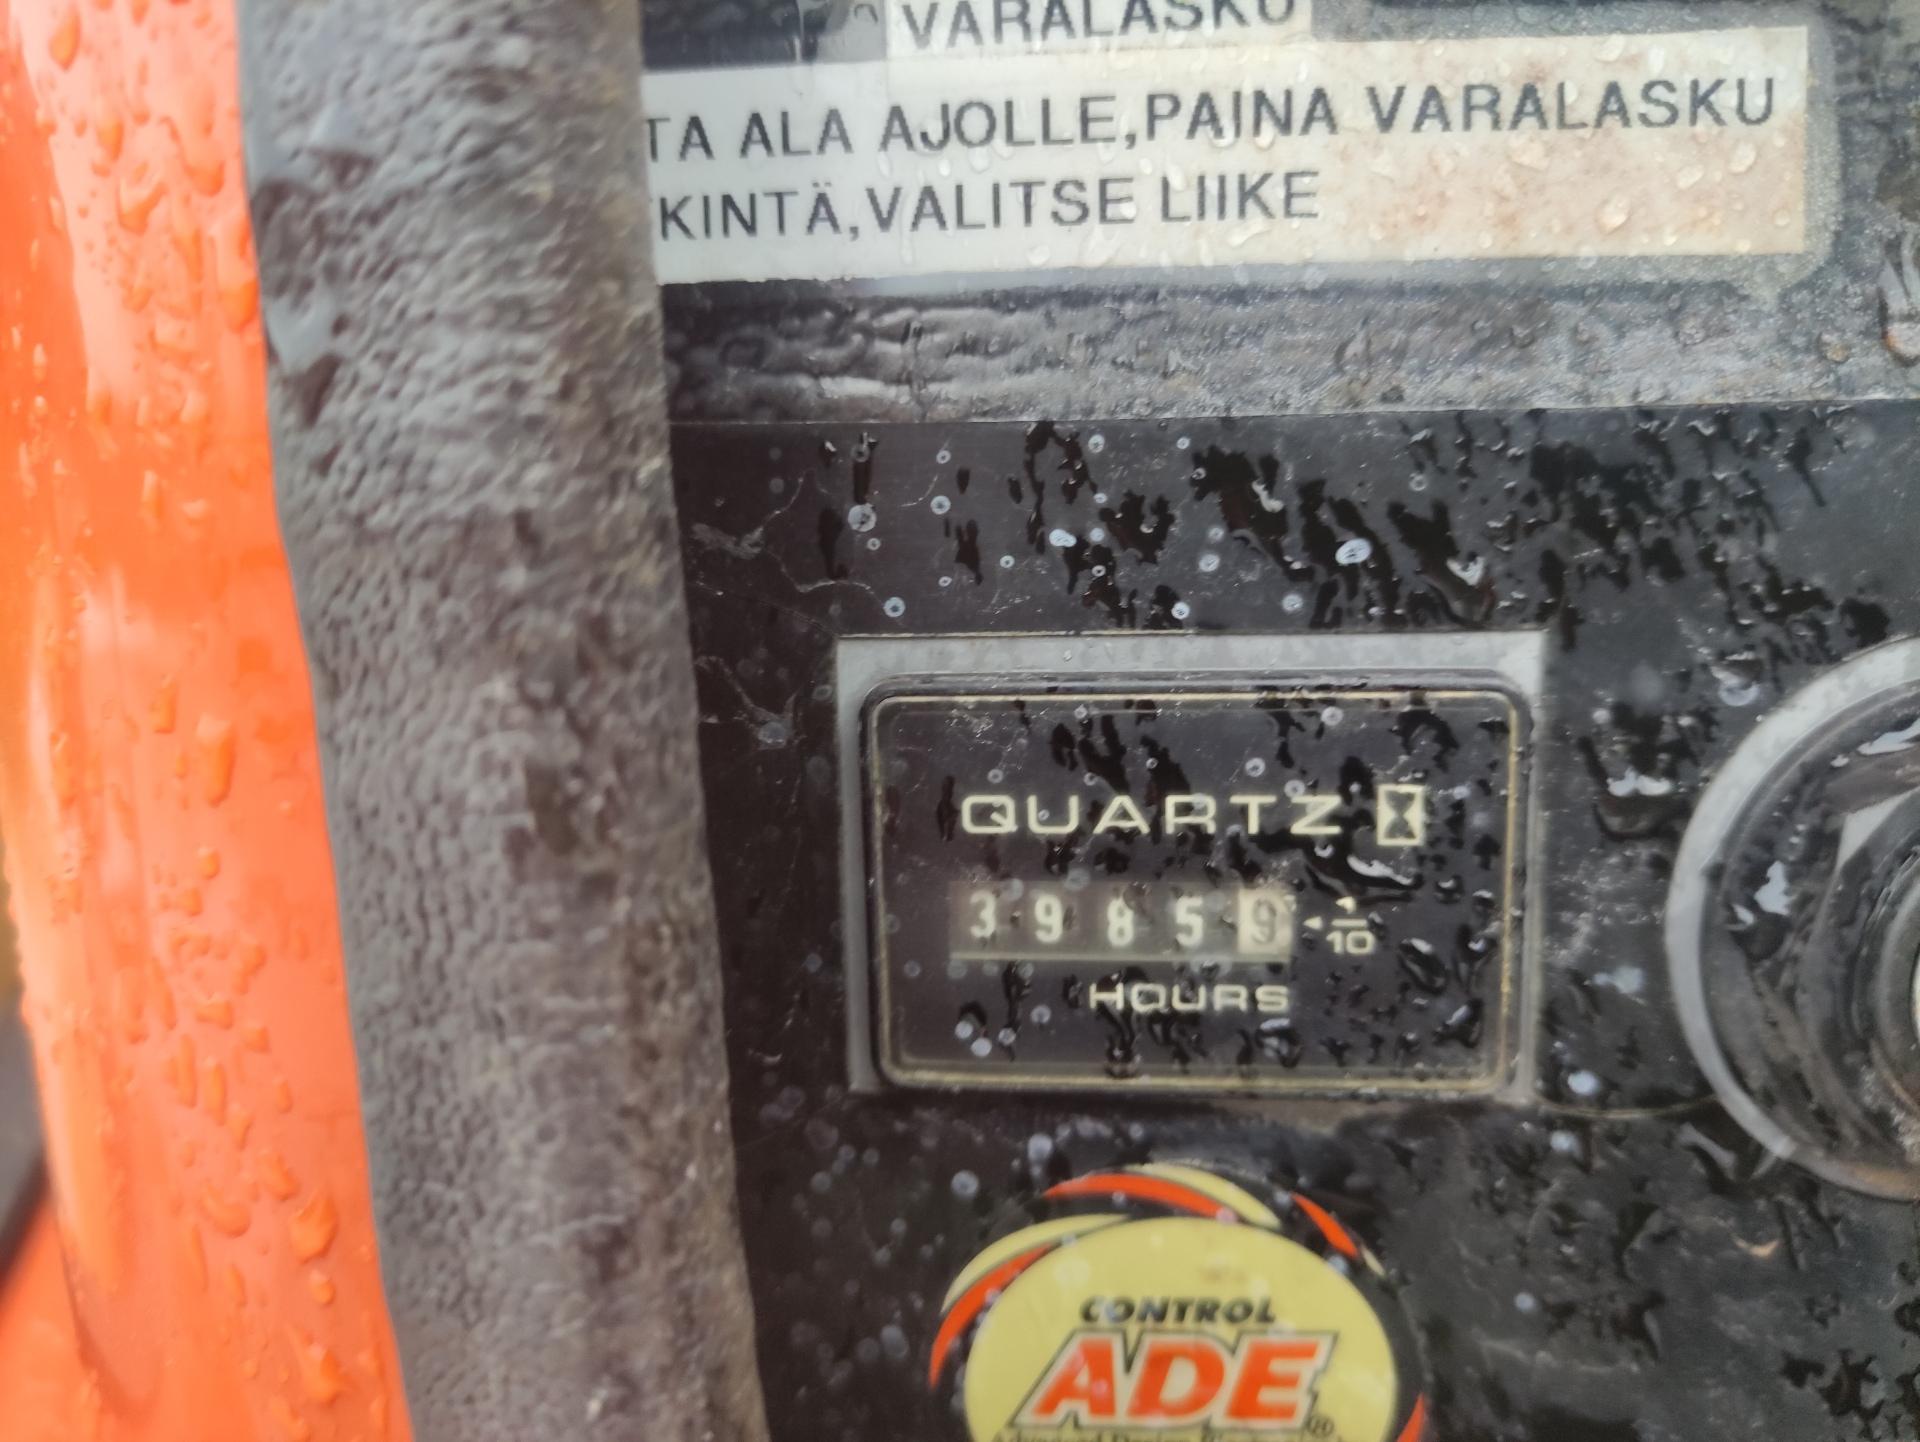 VARALASKU
TA ALA AJOLLE,PAINA VARALASKU
KINTÄ,VALITSE LIIKE
QUARTZ
39859 1/10
HOURS
CONTROL
ADE®